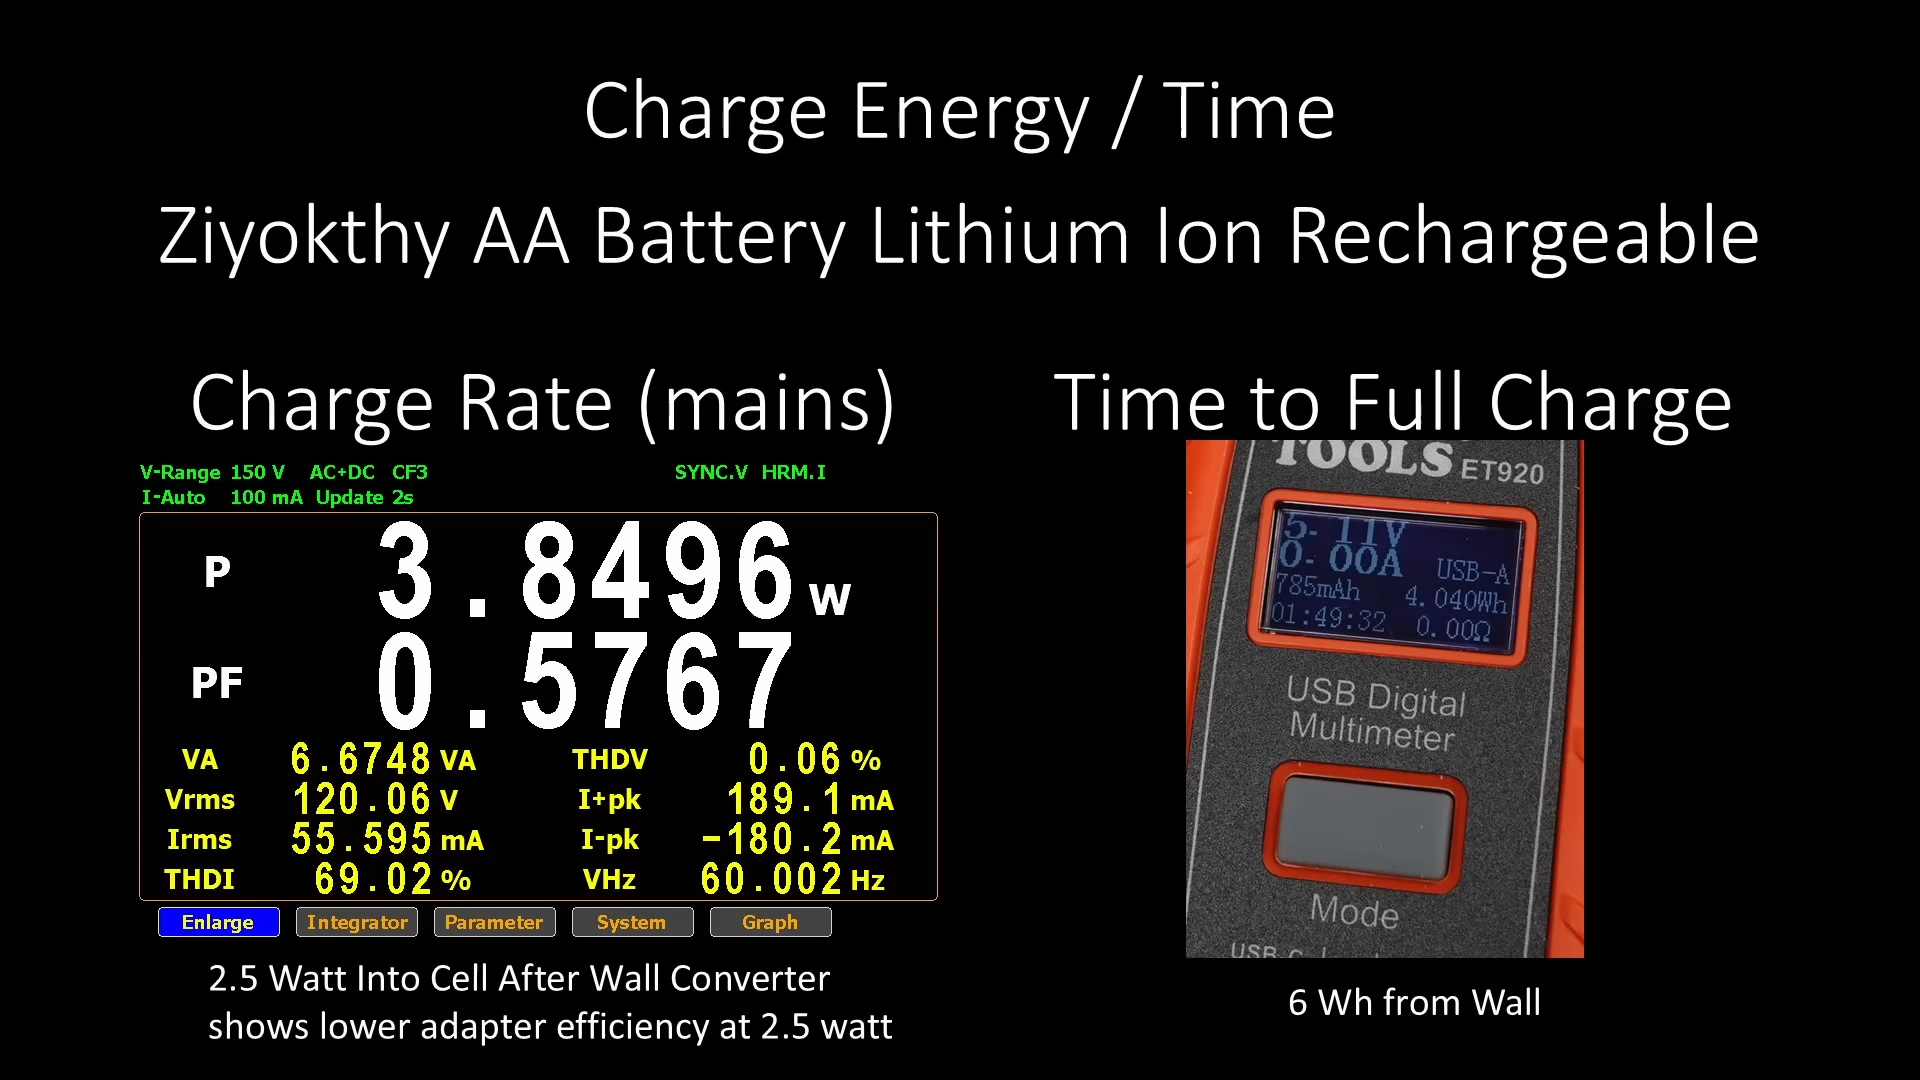 Charge Energy / Time
Ziyokthy AA Battery Lithium Ion Rechargeable
Charge Rate (mains)
V-Range 150 V AC+DC CF3 SYNC.V HRM.I
I-Auto 100 mA Update 2s
P 3.8496 W
PF 0.5767
VA 6.6748 VA THDV 0.06 %
Vrms 120.06 V I+pk 189.1 mA
Irms 55.595 mA I-pk -180.2 mA
THDI 69.02 % VHz 60.002 Hz
Enlarge Integrator Parameter System Graph
2.5 Watt Into Cell After Wall Converter
shows lower adapter efficiency at 2.5 watt
Time to Full Charge
TOOLS ET920
5.11V
0.00A USB-A
785mAh 4.040Wh
01:49:32 0.00Ω
USB Digital
Multimeter
Mode
6 Wh from Wall